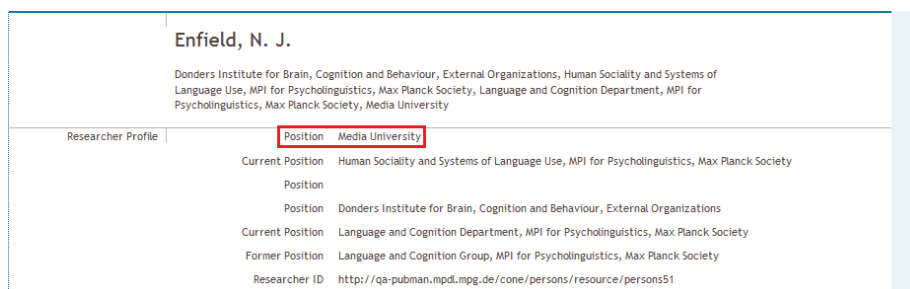 Enfield, N. J.
Donders Institute for Brain, Cognition and Behaviour, External Organizations, Human Sociality and Systems of
Language Use, MPI for Psycholinguistics, Max Planck Society, Language and Cognition Department, MPI for
Psycholinguistics, Max Planck Society, Media University
Researcher Profile Position Media University
Current Position Human Sociality and Systems of Language Use, MPI for Psycholinguistics, Max Planck Society
Position
Position Donders Institute for Brain, Cognition and Behaviour, External Organizations
Current Position Language and Cognition Department, MPI for Psycholinguistics, Max Planck Society
Former Position Language and Cognition Group, MPI for Psycholinguistics, Max Planck Society
Researcher ID http://qa-pubman.mpdl.mpg.de/cone/persons/resource/persons51